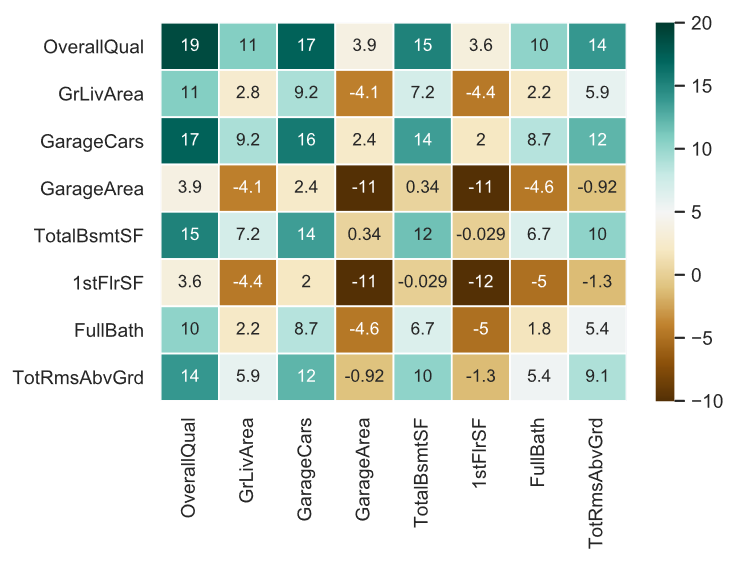 OverallQual 19 11 17 3.9 15 3.6 10 14
GrLivArea 11 2.8 9.2 -4.1 7.2 -4.4 2.2 5.9
GarageCars 17 9.2 16 2.4 14 2 8.7 12
GarageArea 3.9 -4.1 2.4 -11 0.34 -11 -4.6 -0.92
TotalBsmtSF 15 7.2 14 0.34 12 -0.029 6.7 10
1stFlrSF 3.6 -4.4 2 -11 -0.029 -12 -5 -1.3
FullBath 10 2.2 8.7 -4.6 6.7 -5 1.8 5.4
TotRmsAbvGrd 14 5.9 12 -0.92 10 -1.3 5.4 9.1
OverallQual
GrLivArea
GarageCars
GarageArea
TotalBsmtSF
1stFlrSF
FullBath
TotRmsAbvGrd
20
15
10
5
0
−5
−10